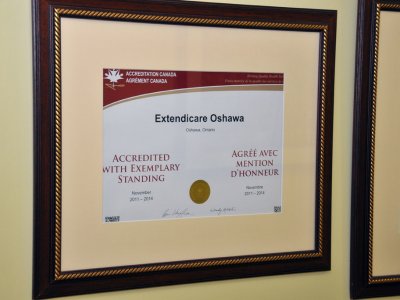 ACCREDITATION CANADA
AGRÉMENT CANADA
Extendicare Oshawa
Oshawa, Ontario
ACCREDITED
WITH EXEMPLARY
STANDING
November
2011 – 2014
AGRÉÉ AVEC
MENTION
D'HONNEUR
Novembre
2011 – 2014